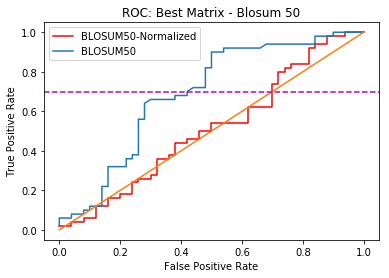 ROC: Best Matrix - Blosum 50
BLOSUM50-Normalized
BLOSUM50
True Positive Rate
1.0
0.8
0.6
0.4
0.2
0.0
0.0 0.2 0.4 0.6 0.8 1.0
False Positive Rate